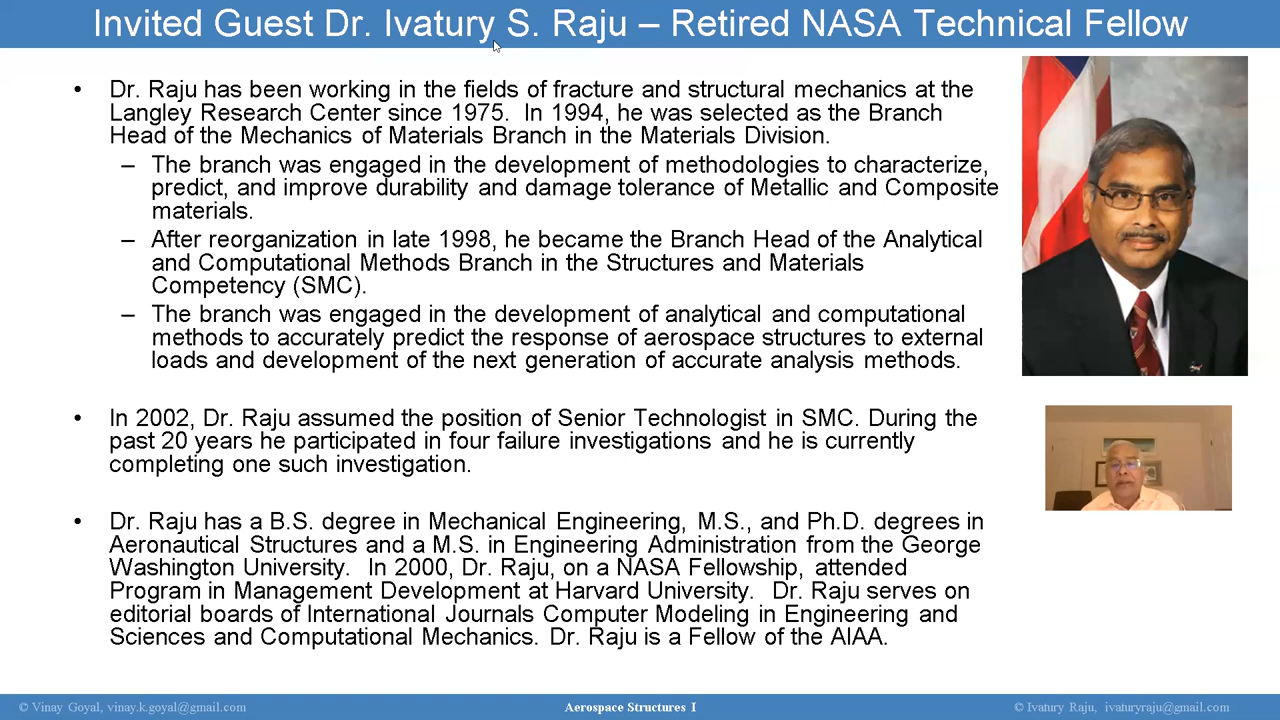 Invited Guest Dr. Ivatury S. Raju – Retired NASA Technical Fellow
• Dr. Raju has been working in the fields of fracture and structural mechanics at the
Langley Research Center since 1975. In 1994, he was selected as the Branch
Head of the Mechanics of Materials Branch in the Materials Division.
– The branch was engaged in the development of methodologies to characterize,
predict, and improve durability and damage tolerance of Metallic and Composite
materials.
– After reorganization in late 1998, he became the Branch Head of the Analytical
and Computational Methods Branch in the Structures and Materials
Competency (SMC).
– The branch was engaged in the development of analytical and computational
methods to accurately predict the response of aerospace structures to external
loads and development of the next generation of accurate analysis methods.
• In 2002, Dr. Raju assumed the position of Senior Technologist in SMC. During the
past 20 years he participated in four failure investigations and he is currently
completing one such investigation.
• Dr. Raju has a B.S. degree in Mechanical Engineering, M.S., and Ph.D. degrees in
Aeronautical Structures and a M.S. in Engineering Administration from the George
Washington University. In 2000, Dr. Raju, on a NASA Fellowship, attended
Program in Management Development at Harvard University. Dr. Raju serves on
editorial boards of International Journals Computer Modeling in Engineering and
Sciences and Computational Mechanics. Dr. Raju is a Fellow of the AIAA.
© Vinay Goyal, vinay.k.goyal@gmail.com
Aerospace Structures I
© Ivatury Raju, ivaturyraju@gmail.com